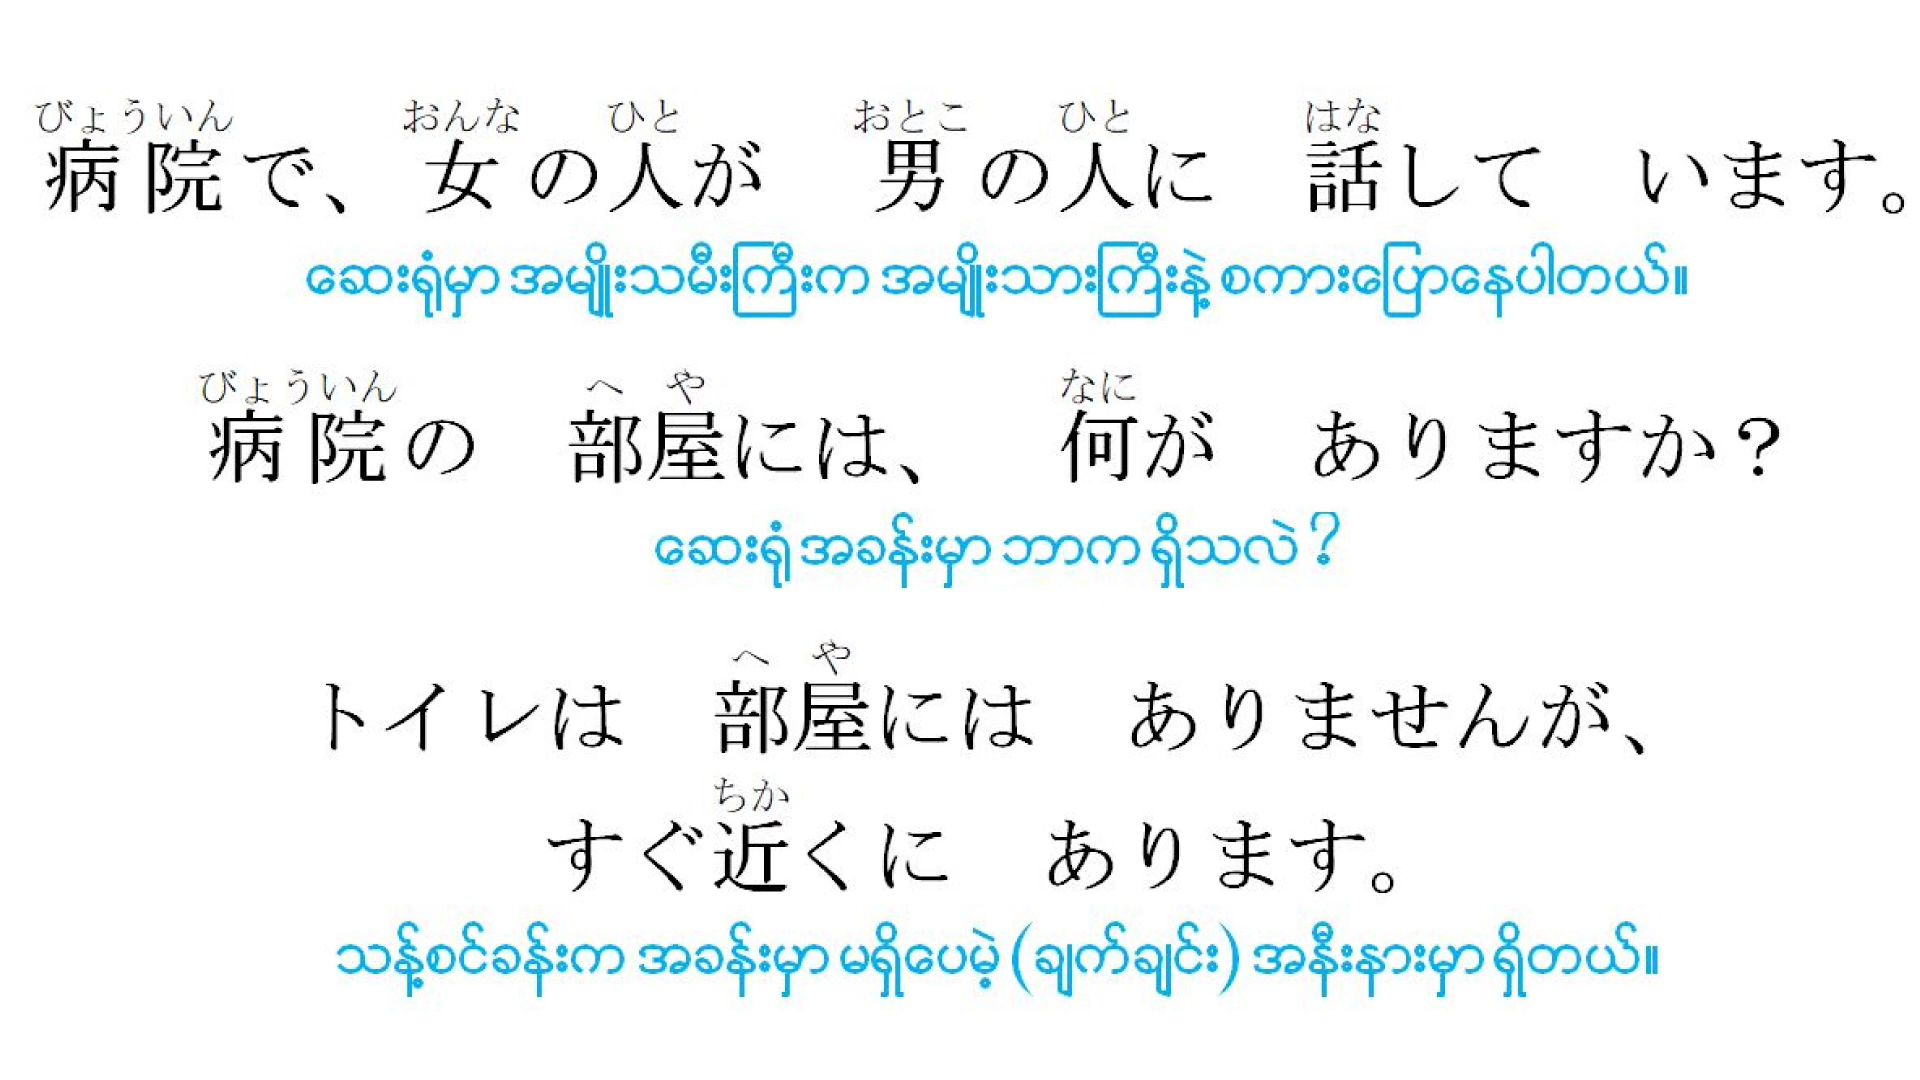 びょういん おんな ひと おとこ ひと はな
病院で、女の人が　男の人に　話して　います。
ဆေးရုံမှာ အမျိုးသမီးကြီးက အမျိုးသားကြီးနဲ့ စကားပြောနေပါတယ်။
びょういん へ や なに
病院の　部屋には、　何が　ありますか？
ဆေးရုံ အခန်းမှာ ဘာက ရှိသလဲ ?
へ や
トイレは　部屋には　ありませんが、
ちか
すぐ近くに　あります。
သန့်စင်ခန်းက အခန်းမှာ မရှိပေမဲ့ (ချက်ချင်း) အနီးနားမှာ ရှိတယ်။